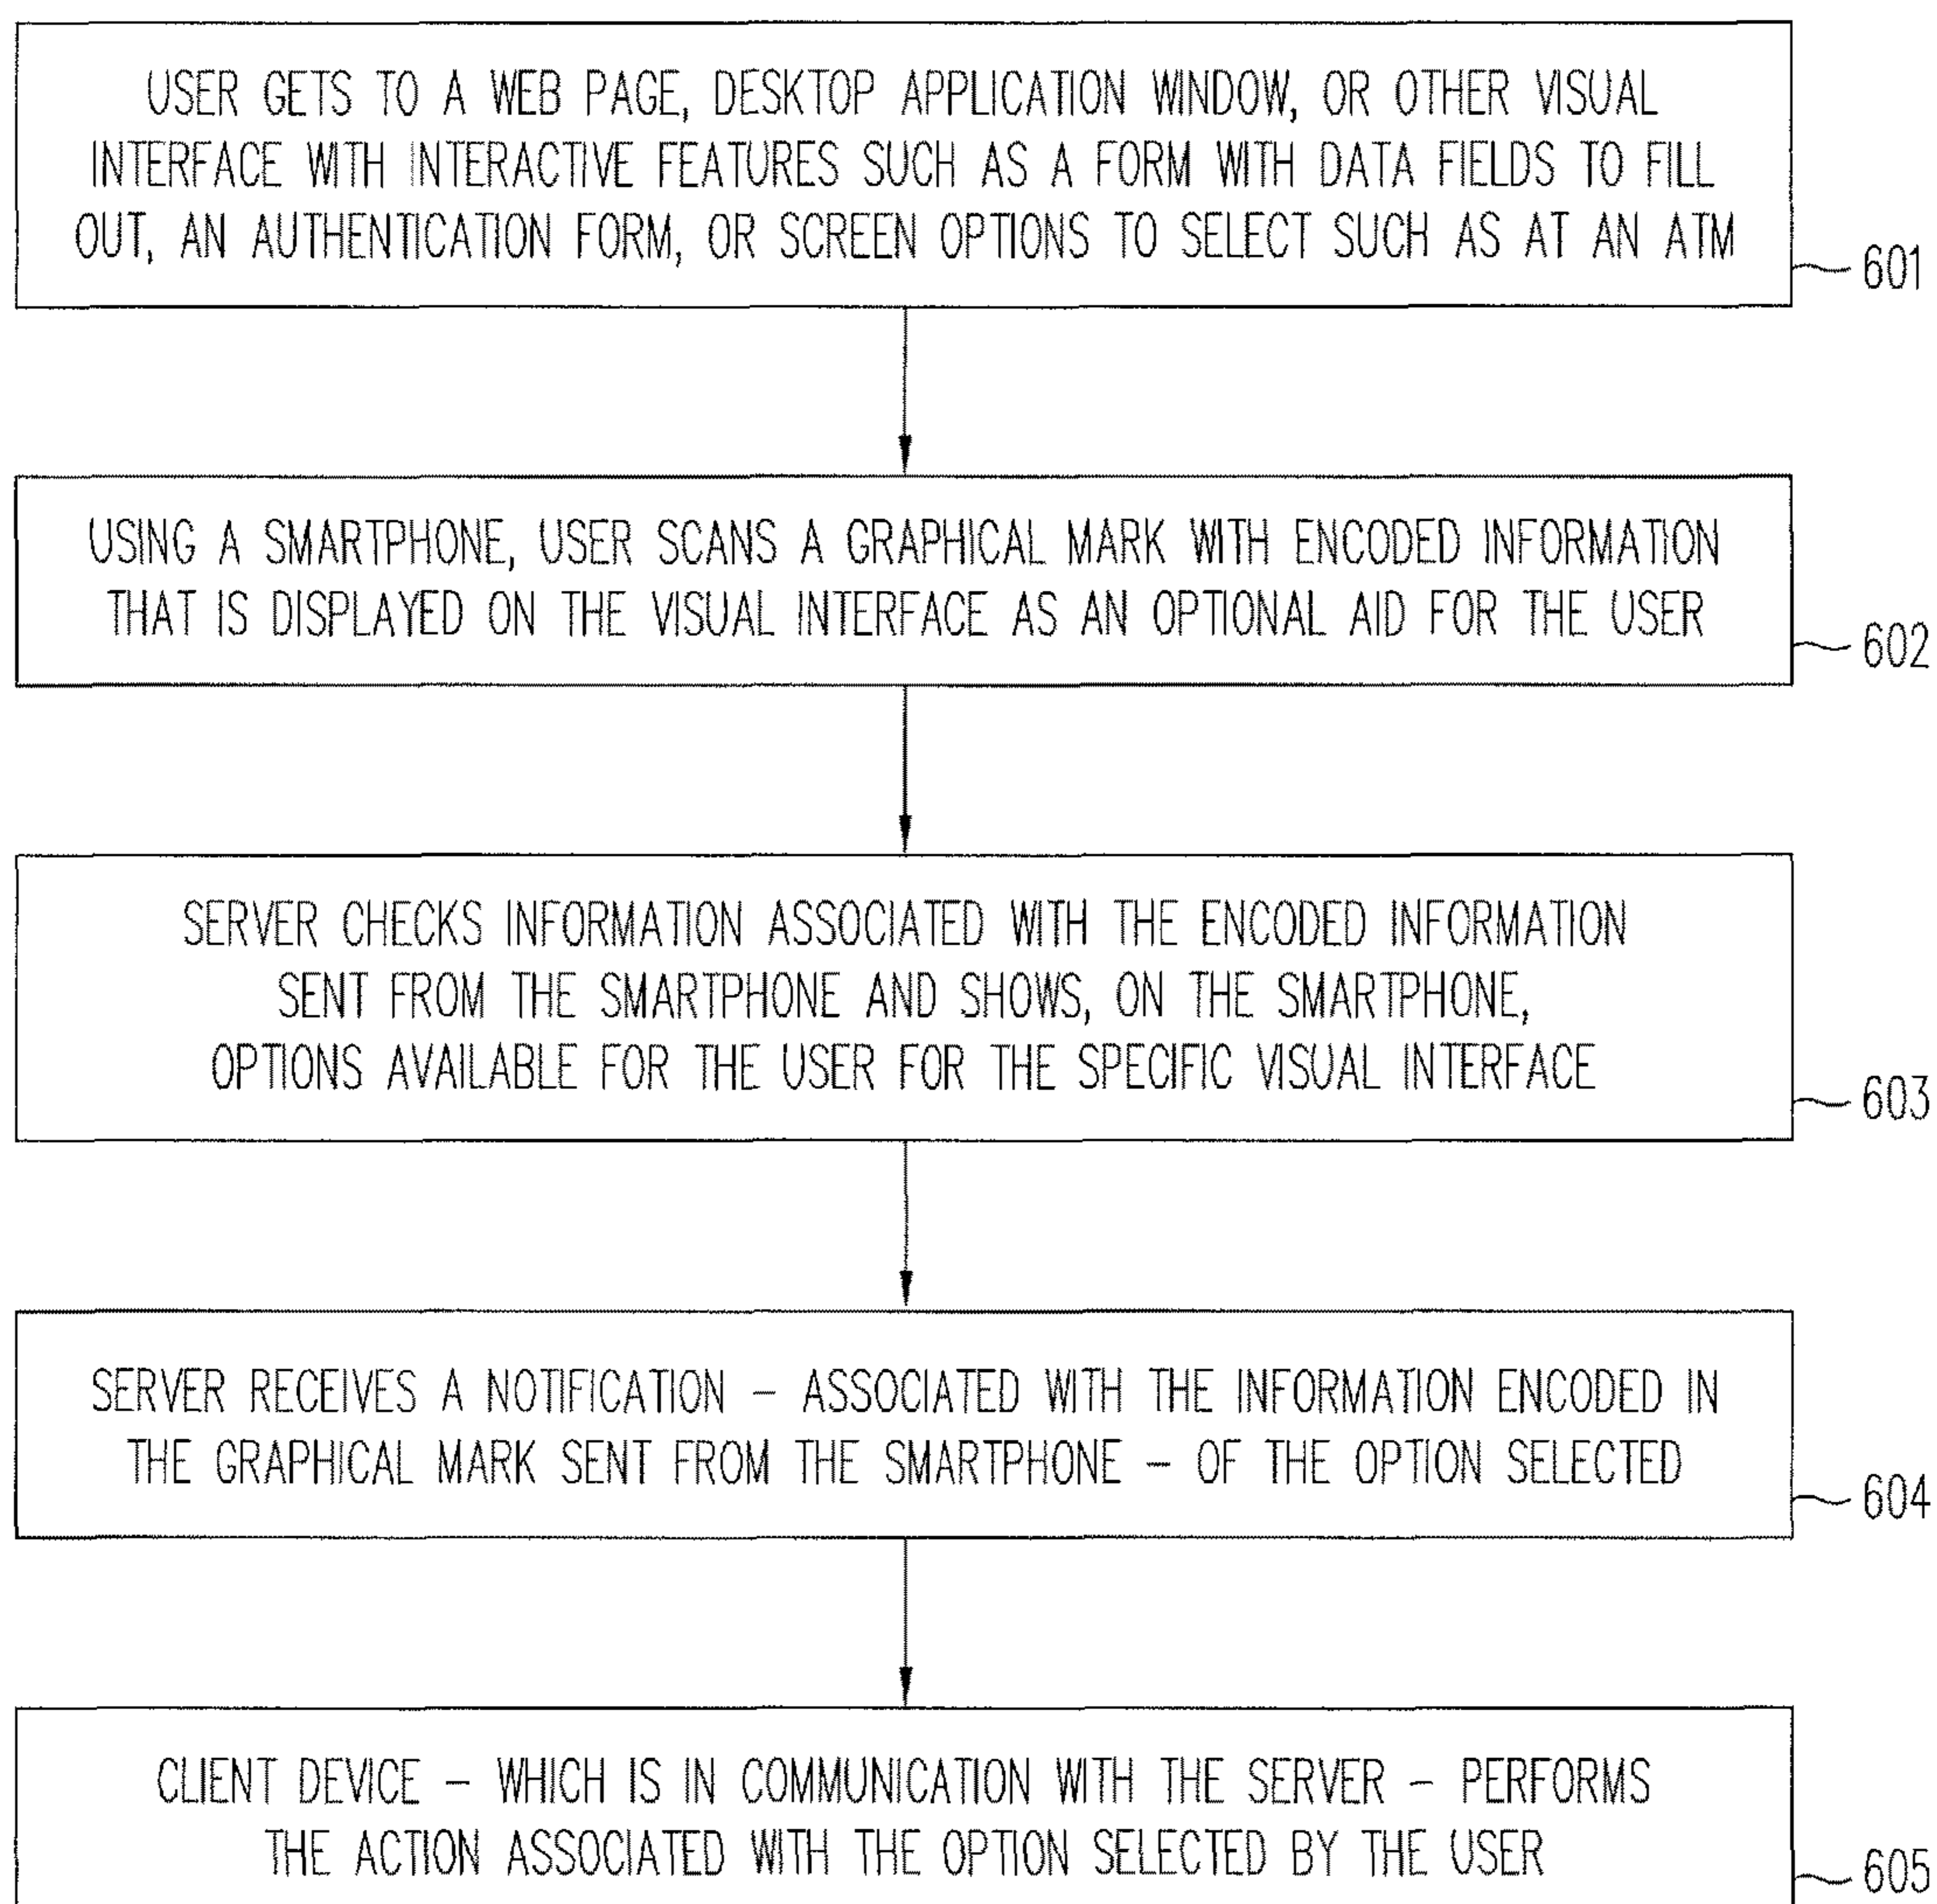 USER GETS TO A WEB PAGE, DESKTOP APPLICATION WINDOW, OR OTHER VISUAL
INTERFACE WITH INTERACTIVE FEATURES SUCH AS A FORM WITH DATA FIELDS TO FILL
OUT, AN AUTHENTICATION FORM, OR SCREEN OPTIONS TO SELECT SUCH AS AT AN ATM
601
USING A SMARTPHONE, USER SCANS A GRAPHICAL MARK WITH ENCODED INFORMATION
THAT IS DISPLAYED ON THE VISUAL INTERFACE AS AN OPTIONAL AID FOR THE USER
602
SERVER CHECKS INFORMATION ASSOCIATED WITH THE ENCODED INFORMATION
SENT FROM THE SMARTPHONE AND SHOWS, ON THE SMARTPHONE,
OPTIONS AVAILABLE FOR THE USER FOR THE SPECIFIC VISUAL INTERFACE
603
SERVER RECEIVES A NOTIFICATION – ASSOCIATED WITH THE INFORMATION ENCODED IN
THE GRAPHICAL MARK SENT FROM THE SMARTPHONE – OF THE OPTION SELECTED
604
CLIENT DEVICE – WHICH IS IN COMMUNICATION WITH THE SERVER – PERFORMS
THE ACTION ASSOCIATED WITH THE OPTION SELECTED BY THE USER
605